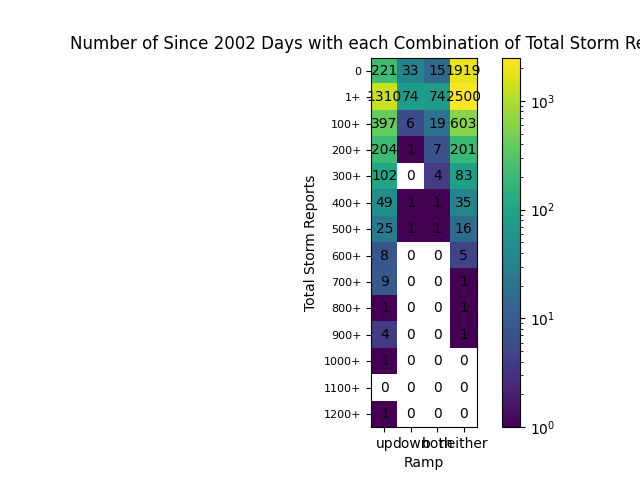 Number of Since 2002 Days with each Combination of Total Storm Re
0 221 33 15 1919
1+ 1310 74 74 2500
100+ 397 6 19 603
200+ 204 1 7 201
300+ 102 0 4 83
400+ 49 1 1 35
500+ 25 1 1 16
600+ 8 0 0 5
700+ 9 0 0 1
800+ 1 0 0 1
900+ 4 0 0 1
1000+ 1 0 0 0
1100+ 0 0 0 0
1200+ 1 0 0 0
up down both neither
Ramp
Total Storm Reports
10³
10²
10¹
10⁰